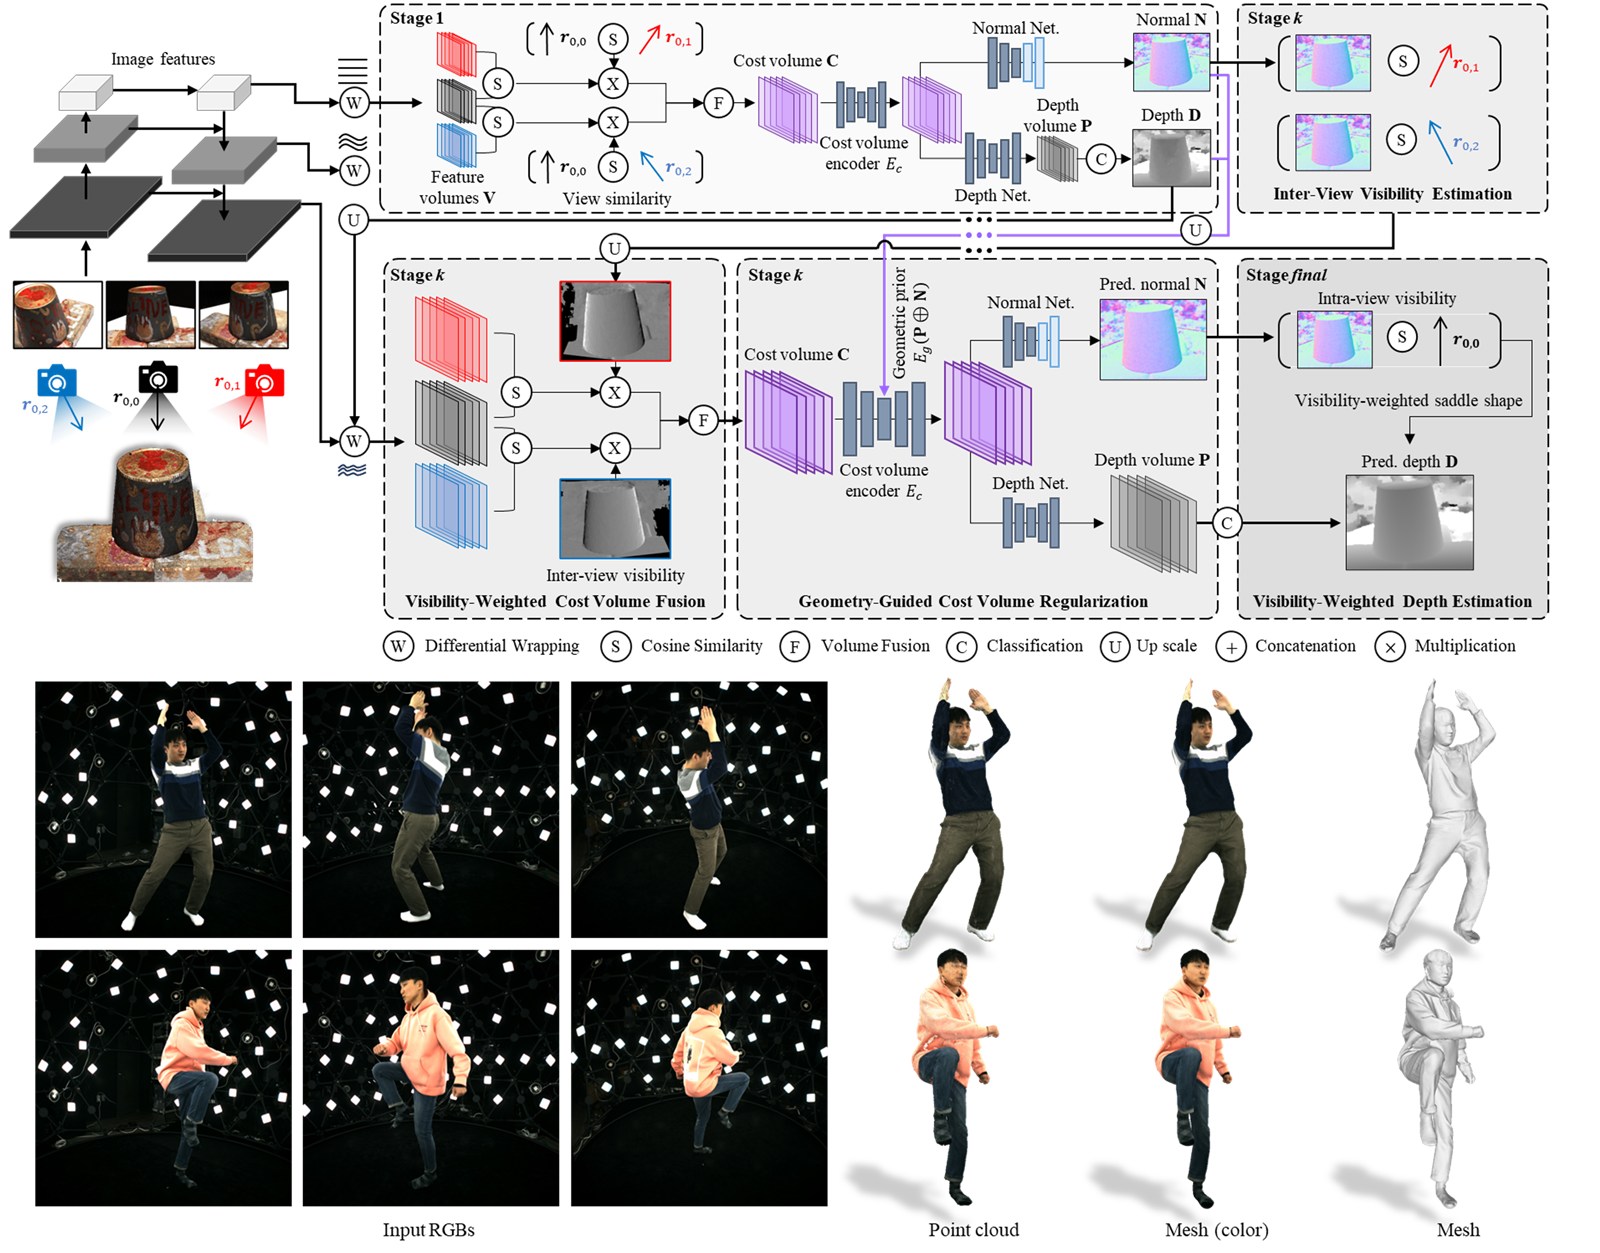 Stage 1
Image features
W
W
S
S
( r0,0 S r0,1 )
X
X
( r0,0 S r0,2 )
Feature
volumes V
View similarity
F
Cost volume C
Cost volume
encoder Ec
Normal Net.
Normal N
Depth
volume P
Depth Net.
C
Depth D
Stage k
( S r0,1 )
( S r0,2 )
Inter-View Visibility Estimation
U
U
U
r0,2
r0,0
r0,1
W
Stage k
S
S
X
X
Inter-view visibility
Visibility-Weighted Cost Volume Fusion
F
Stage k
Cost volume C
Cost volume
encoder Ec
Geometric prior
Eg(P ⊕ N)
Normal Net.
Pred. normal N
Depth Net.
Depth volume P
Geometry-Guided Cost Volume Regularization
C
Stage final
Intra-view visibility
( S r0,0 )
Visibility-weighted saddle shape
Pred. depth D
Visibility-Weighted Depth Estimation
W Differential Wrapping S Cosine Similarity F Volume Fusion C Classification U Up scale + Concatenation × Multiplication
Input RGBs
Point cloud
Mesh (color)
Mesh